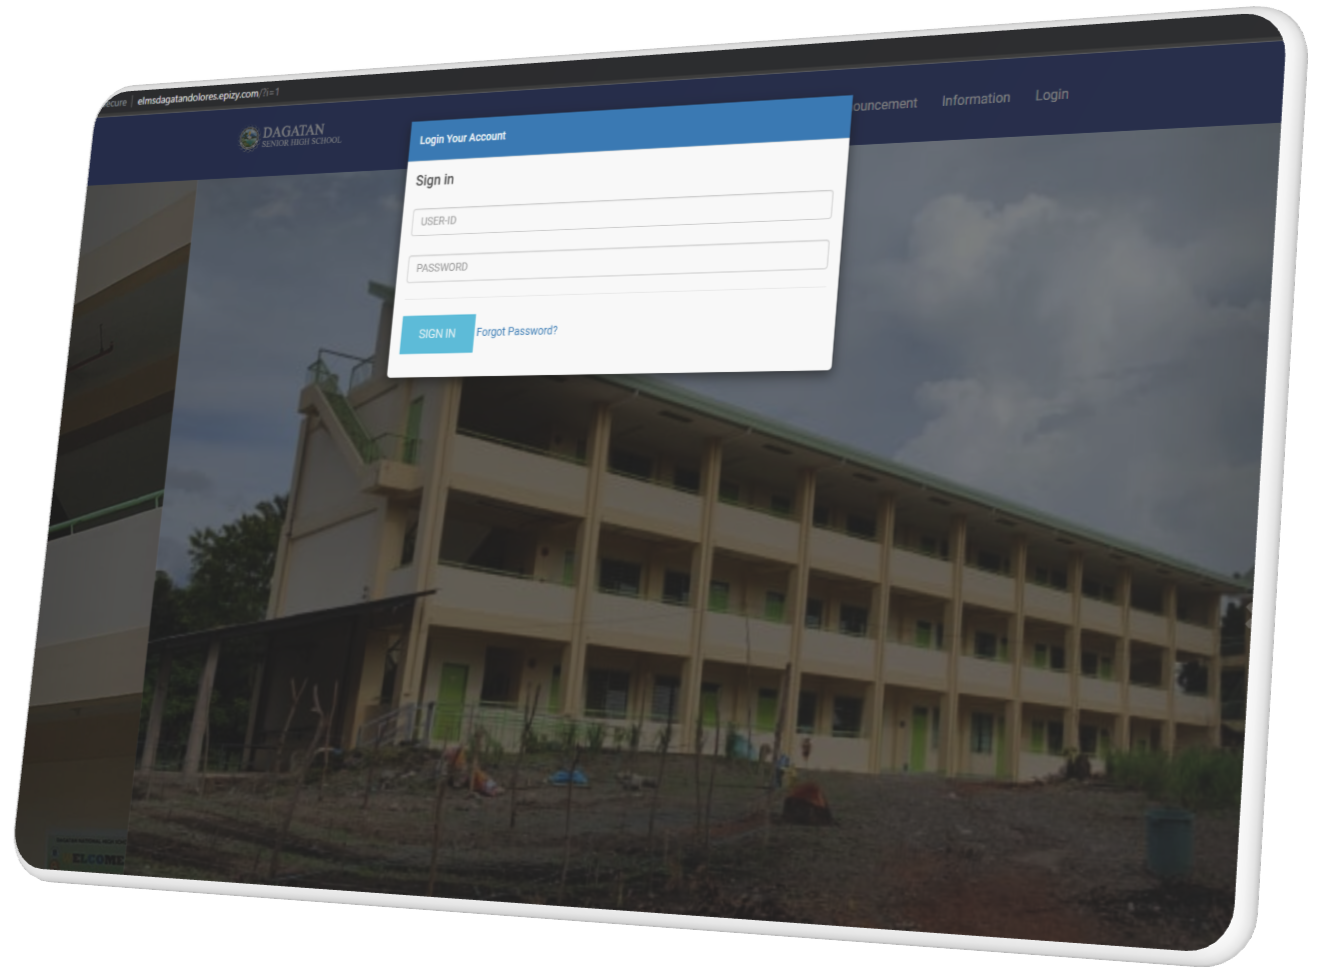 ecure | elmsdagatandolores.epizy.com/?i=1
DAGATAN
SENIOR HIGH SCHOOL
ouncement Information Login
Login Your Account
Sign in
USER-ID
PASSWORD
SIGN IN Forgot Password?
ELCOME